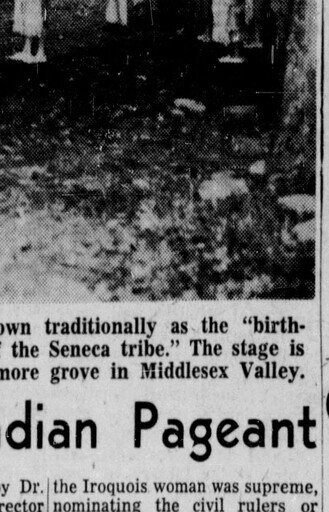 own traditionally as the "birth-
the Seneca tribe." The stage is
more grove in Middlesex Valley.
dian Pageant
by Dr.
rector
the Iroquois woman was supreme,
nominating the civil rulers or